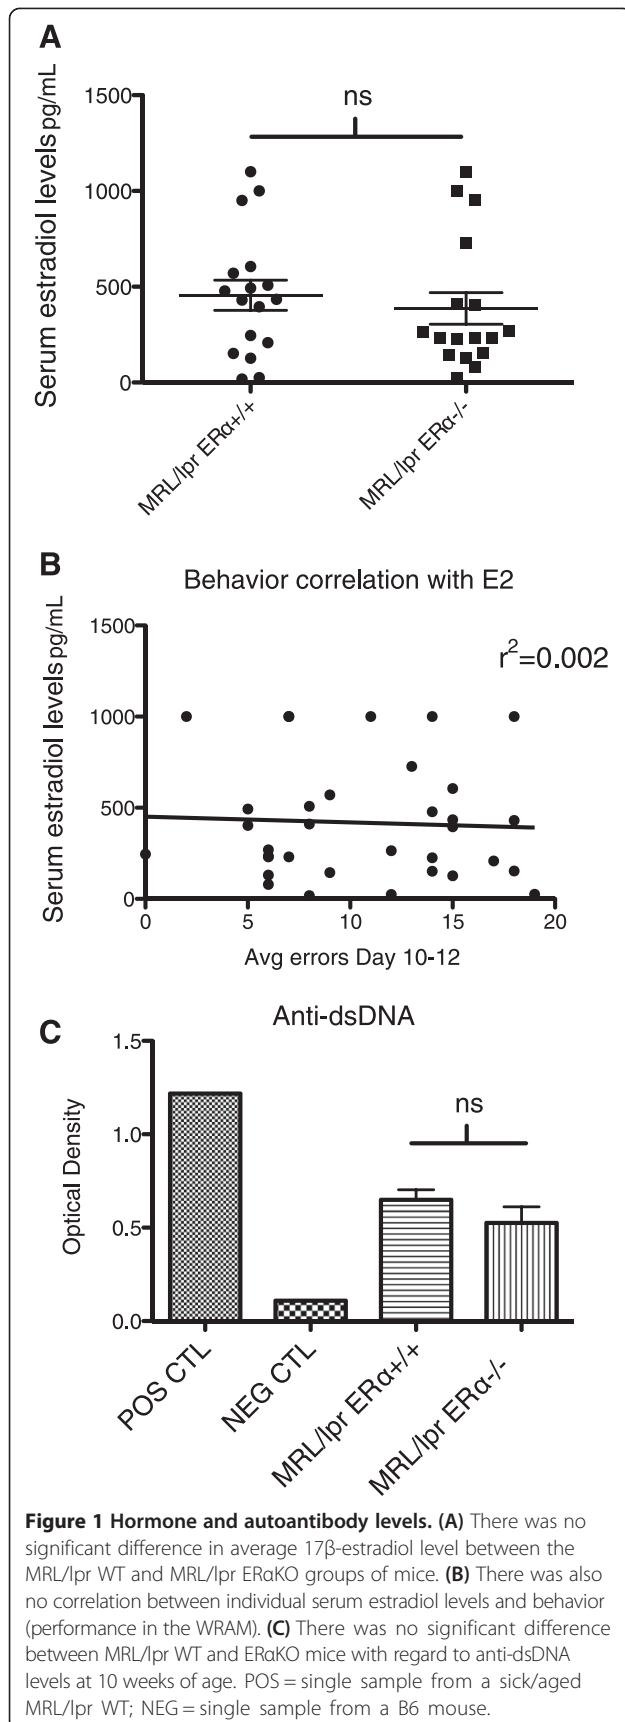 A
Serum estradiol levels pg/mL
1500
1000
500
0
ns
MRL/lpr ERα+/+
MRL/lpr ERα-/-
B
Behavior correlation with E2
Serum estradiol levels pg/mL
1500
1000
500
0
r²=0.002
0
5
10
15
20
Avg errors Day 10-12
C
Anti-dsDNA
Optical Density
1.5
1.0
0.5
0.0
ns
POS CTL
NEG CTL
MRL/lpr ERα+/+
MRL/lpr ERα-/-
Figure 1 Hormone and autoantibody levels. (A) There was no
significant difference in average 17β-estradiol level between the
MRL/lpr WT and MRL/lpr ERαKO groups of mice. (B) There was also
no correlation between individual serum estradiol levels and behavior
(performance in the WRAM). (C) There was no significant difference
between MRL/lpr WT and ERαKO mice with regard to anti-dsDNA
levels at 10 weeks of age. POS = single sample from a sick/aged
MRL/lpr WT; NEG = single sample from a B6 mouse.